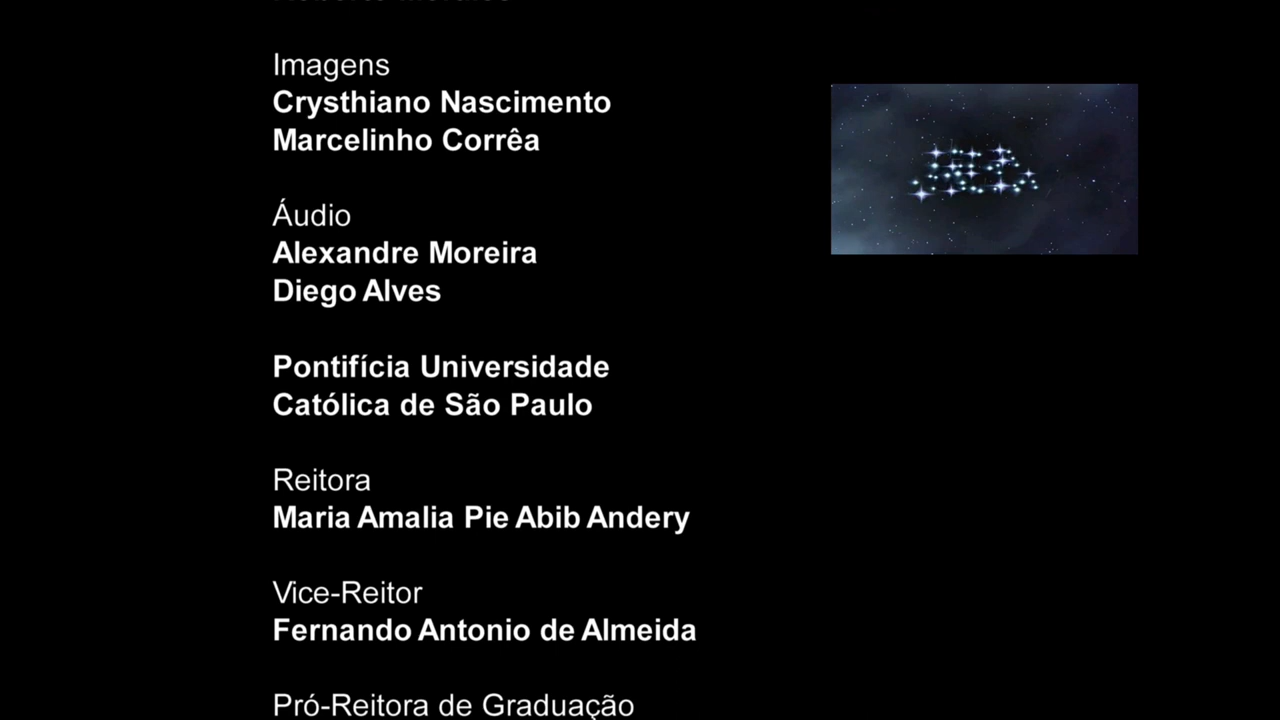 Imagens
Crysthiano Nascimento
Marcelinho Corrêa
Áudio
Alexandre Moreira
Diego Alves
Pontifícia Universidade
Católica de São Paulo
Reitora
Maria Amalia Pie Abib Andery
Vice-Reitor
Fernando Antonio de Almeida
Pró-Reitora de Graduação